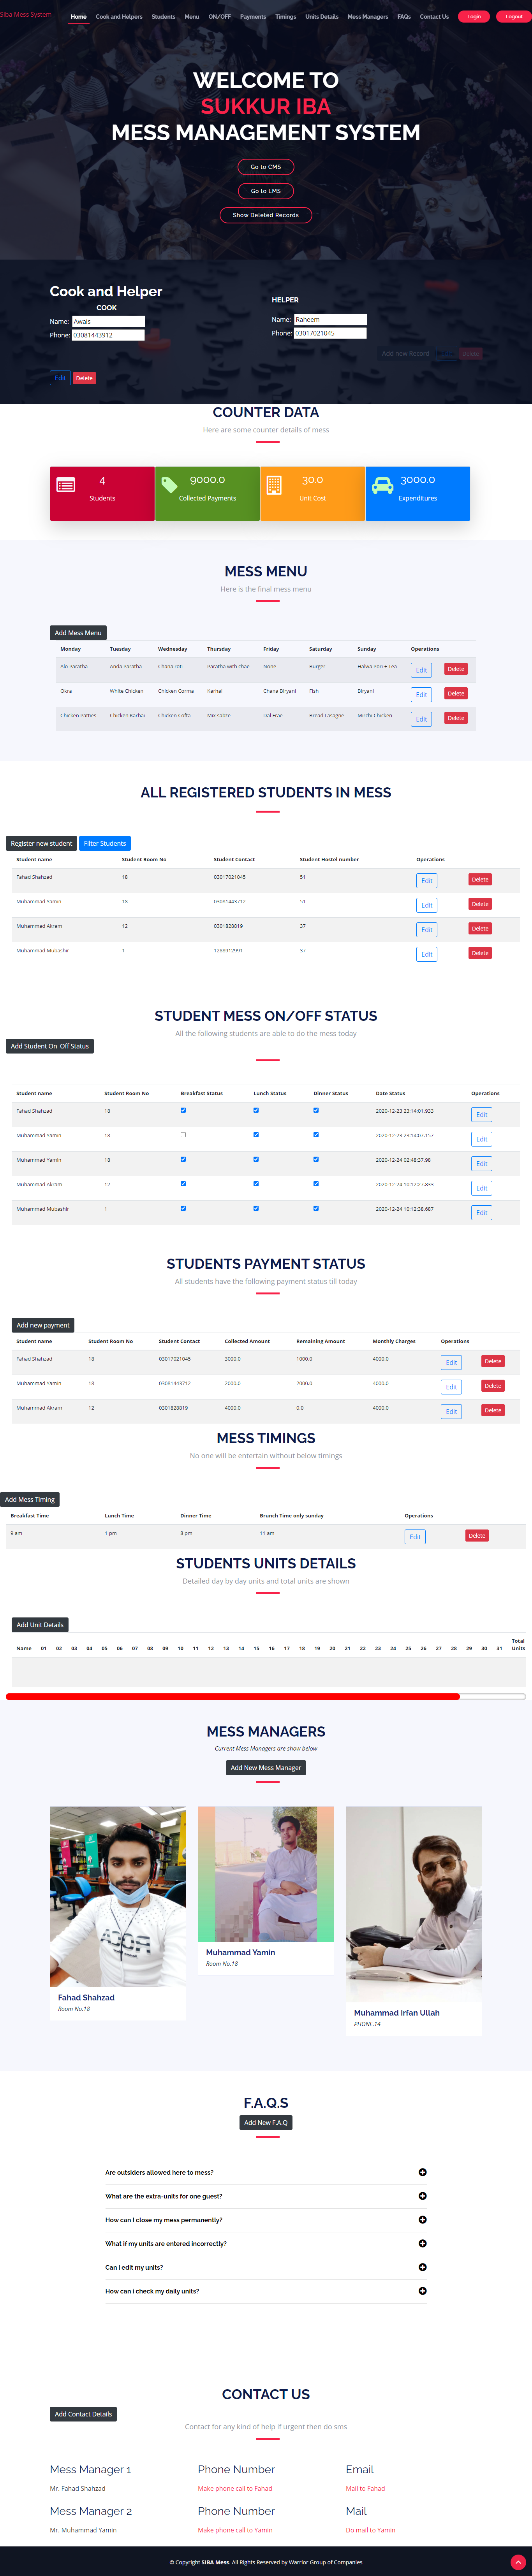 Siba Mess System
Home Cook and Helpers Students Menu ON/OFF Payments Timings Units Details Mess Managers FAQs Contact Us Login Logout
WELCOME TO
SUKKUR IBA
MESS MANAGEMENT SYSTEM
Go to CMS
Go to LMS
Show Deleted Records
Cook and Helper
COOK
Name: Awais
Phone: 03081443912
Edit Delete
HELPER
Name: Raheem
Phone: 03017021045
Add new Record
COUNTER DATA
Here are some counter details of mess
4
Students
9000.0
Collected Payments
30.0
Unit Cost
3000.0
Expenditures
MESS MENU
Here is the final mess menu
Add Mess Menu
Monday Tuesday Wednesday Thursday Friday Saturday Sunday Operations
Alo Paratha Anda Paratha Chana roti Paratha with chae None Burger Halwa Pori + Tea Edit Delete
Okra White Chicken Chicken Corma Karhai Chana Biryani Fish Biryani Edit Delete
Chicken Patties Chicken Karhai Chicken Cofta Mix sabze Dal Frae Bread Lasagne Mirchi Chicken Edit Delete
ALL REGISTERED STUDENTS IN MESS
Register new student Filter Students
Student name Student Room No Student Contact Student Hostel number Operations
Fahad Shahzad 18 03017021045 51 Edit Delete
Muhammad Yamin 18 03081443712 51 Edit Delete
Muhammad Akram 12 0301828819 37 Edit Delete
Muhammad Mubashir 1 1288912991 37 Edit Delete
STUDENT MESS ON/OFF STATUS
All the following students are able to do the mess today
Add Student On_Off Status
Student name Student Room No Breakfast Status Lunch Status Dinner Status Date Status Operations
Fahad Shahzad 18 2020-12-23 23:14:01.933 Edit
Muhammad Yamin 18 2020-12-23 23:14:07.157 Edit
Muhammad Yamin 18 2020-12-24 02:48:37.98 Edit
Muhammad Akram 12 2020-12-24 10:12:27.833 Edit
Muhammad Mubashir 1 2020-12-24 10:12:38.687 Edit
STUDENTS PAYMENT STATUS
All students have the following payment status till today
Add new payment
Student name Student Room No Student Contact Collected Amount Remaining Amount Monthly Charges Operations
Fahad Shahzad 18 03017021045 3000.0 1000.0 4000.0 Edit Delete
Muhammad Yamin 18 03081443712 2000.0 2000.0 4000.0 Edit Delete
Muhammad Akram 12 0301828819 4000.0 0.0 4000.0 Edit Delete
MESS TIMINGS
No one will be entertain without below timings
Add Mess Timing
Breakfast Time Lunch Time Dinner Time Brunch Time only sunday Operations
9 am 1 pm 8 pm 11 am Edit Delete
STUDENTS UNITS DETAILS
Detailed day by day units and total units are shown
Add Unit Details
Name 01 02 03 04 05 06 07 08 09 10 11 12 13 14 15 16 17 18 19 20 21 22 23 24 25 26 27 28 29 30 31 Total Units
MESS MANAGERS
Current Mess Managers are show below
Add New Mess Manager
Fahad Shahzad
Room No.18
Muhammad Yamin
Room No.18
Muhammad Irfan Ullah
PHONE.14
F.A.Q.S
Add New F.A.Q
Are outsiders allowed here to mess?
What are the extra-units for one guest?
How can I close my mess permanently?
What if my units are entered incorrectly?
Can i edit my units?
How can i check my daily units?
CONTACT US
Add Contact Details
Contact for any kind of help if urgent then do sms
Mess Manager 1 Phone Number Email
Mr. Fahad Shahzad Make phone call to Fahad Mail to Fahad
Mess Manager 2 Phone Number Mail
Mr. Muhammad Yamin Make phone call to Yamin Do mail to Yamin
© Copyright SIBA Mess. All Rights Reserved by Warrior Group of Companies